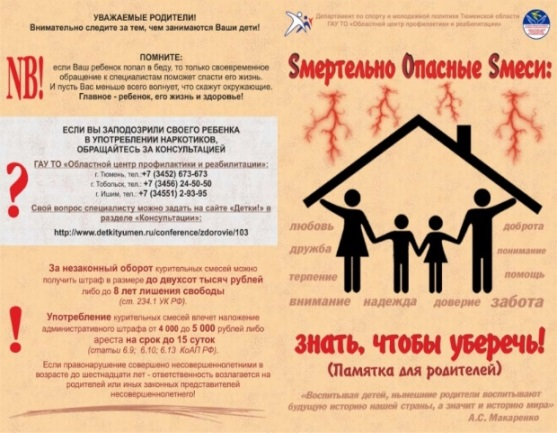 УВАЖАЕМЫЕ РОДИТЕЛИ!
Внимательно следите за тем, чем занимаются Ваши дети!
NB!
ПОМНИТЕ:
если Ваш ребенок попал в беду, то только своевременное
обращение к специалистам поможет спасти его жизнь.
И пусть Вас меньше всего волнует, что скажут окружающие.
Главное - ребенок, его жизнь и здоровье!
?
ЕСЛИ ВЫ ЗАПОДОЗРИЛИ СВОЕГО РЕБЕНКА
В УПОТРЕБЛЕНИИ НАРКОТИКОВ,
ОБРАЩАЙТЕСЬ ЗА КОНСУЛЬТАЦИЕЙ
ГАУ ТО «Областной центр профилактики и реабилитации»:
г. Тюмень, тел.:+7 (3452) 673-673
г. Тобольск, тел.:+7 (3456) 24-50-50
г. Ишим, тел.:+7 (34551) 2-93-95
Свой вопрос специалисту можно задать на сайте «Детки!» в
разделе «Консультации»:
http://www.detkityumen.ru/conference/zdorovie/103
!
За незаконный оборот курительных смесей можно
получить штраф в размере до двухсот тысяч рублей
либо до 8 лет лишения свободы
(ст. 234.1 УК РФ).
Употребление курительных смесей влечет наложение
административного штрафа от 4 000 до 5 000 рублей либо
ареста на срок до 15 суток
(статьи 6.9; 6.10; 6.13 КоАП РФ).
Если правонарушение совершено несовершеннолетними в
возрасте до шестнадцати лет - ответственность возлагается на
родителей или иных законных представителей
несовершеннолетнего!
Департамент по спорту и молодежной политике Тюменской области
ГАУ ТО «Областной центр профилактики и реабилитации»
Sмертельно Oпасные Sмеси:
любовь
доброта
дружба
понимание
терпение
помощь
внимание надежда доверие забота
знать, чтобы уберечь!
(Памятка для родителей)
«Воспитывая детей, нынешние родители воспитывают
будущую историю нашей страны, а значит и историю мира»
А.С. Макаренко